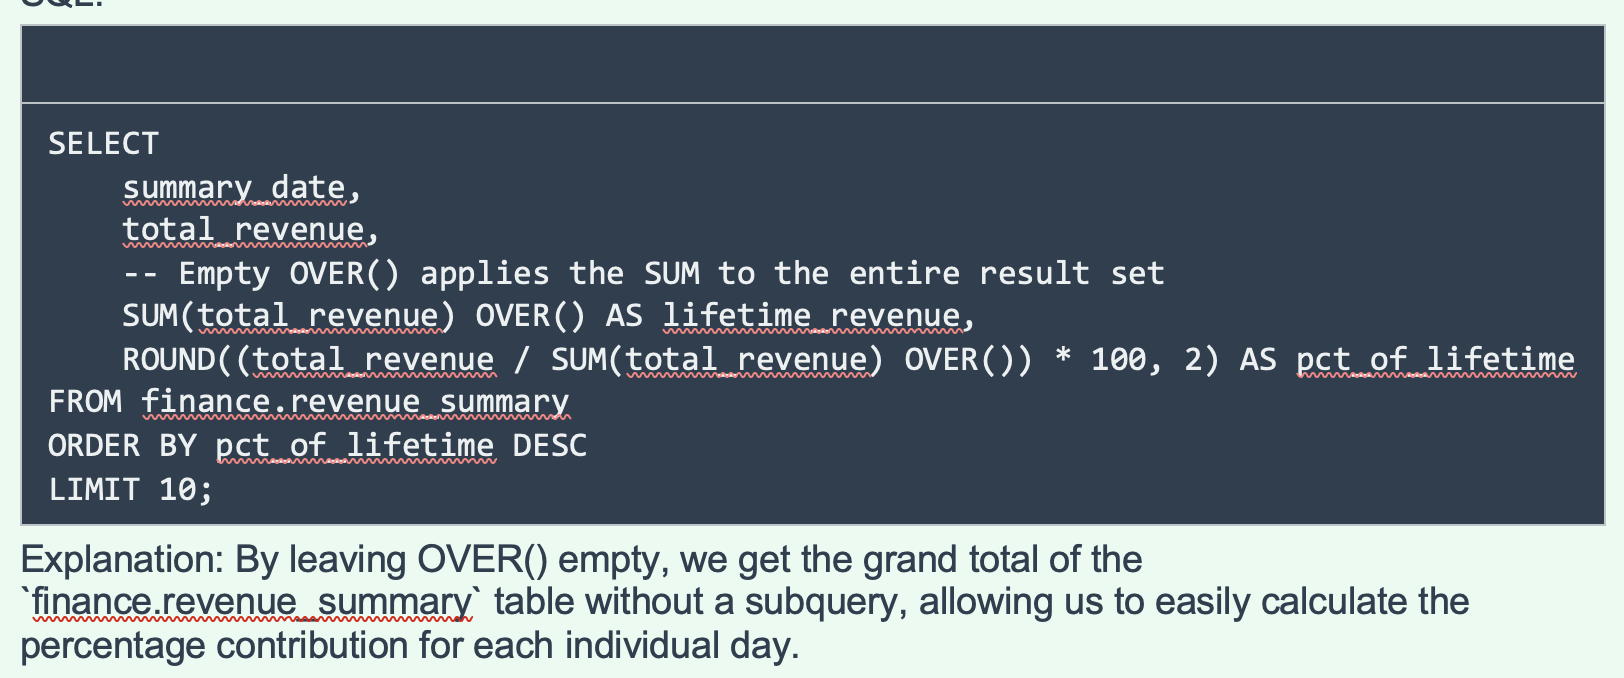 SQL:
SELECT
    summary_date,
    total_revenue,
    -- Empty OVER() applies the SUM to the entire result set
    SUM(total_revenue) OVER() AS lifetime_revenue,
    ROUND((total_revenue / SUM(total_revenue) OVER()) * 100, 2) AS pct_of_lifetime
FROM finance.revenue_summary
ORDER BY pct_of_lifetime DESC
LIMIT 10;
Explanation: By leaving OVER() empty, we get the grand total of the
`finance.revenue_summary` table without a subquery, allowing us to easily calculate the
percentage contribution for each individual day.